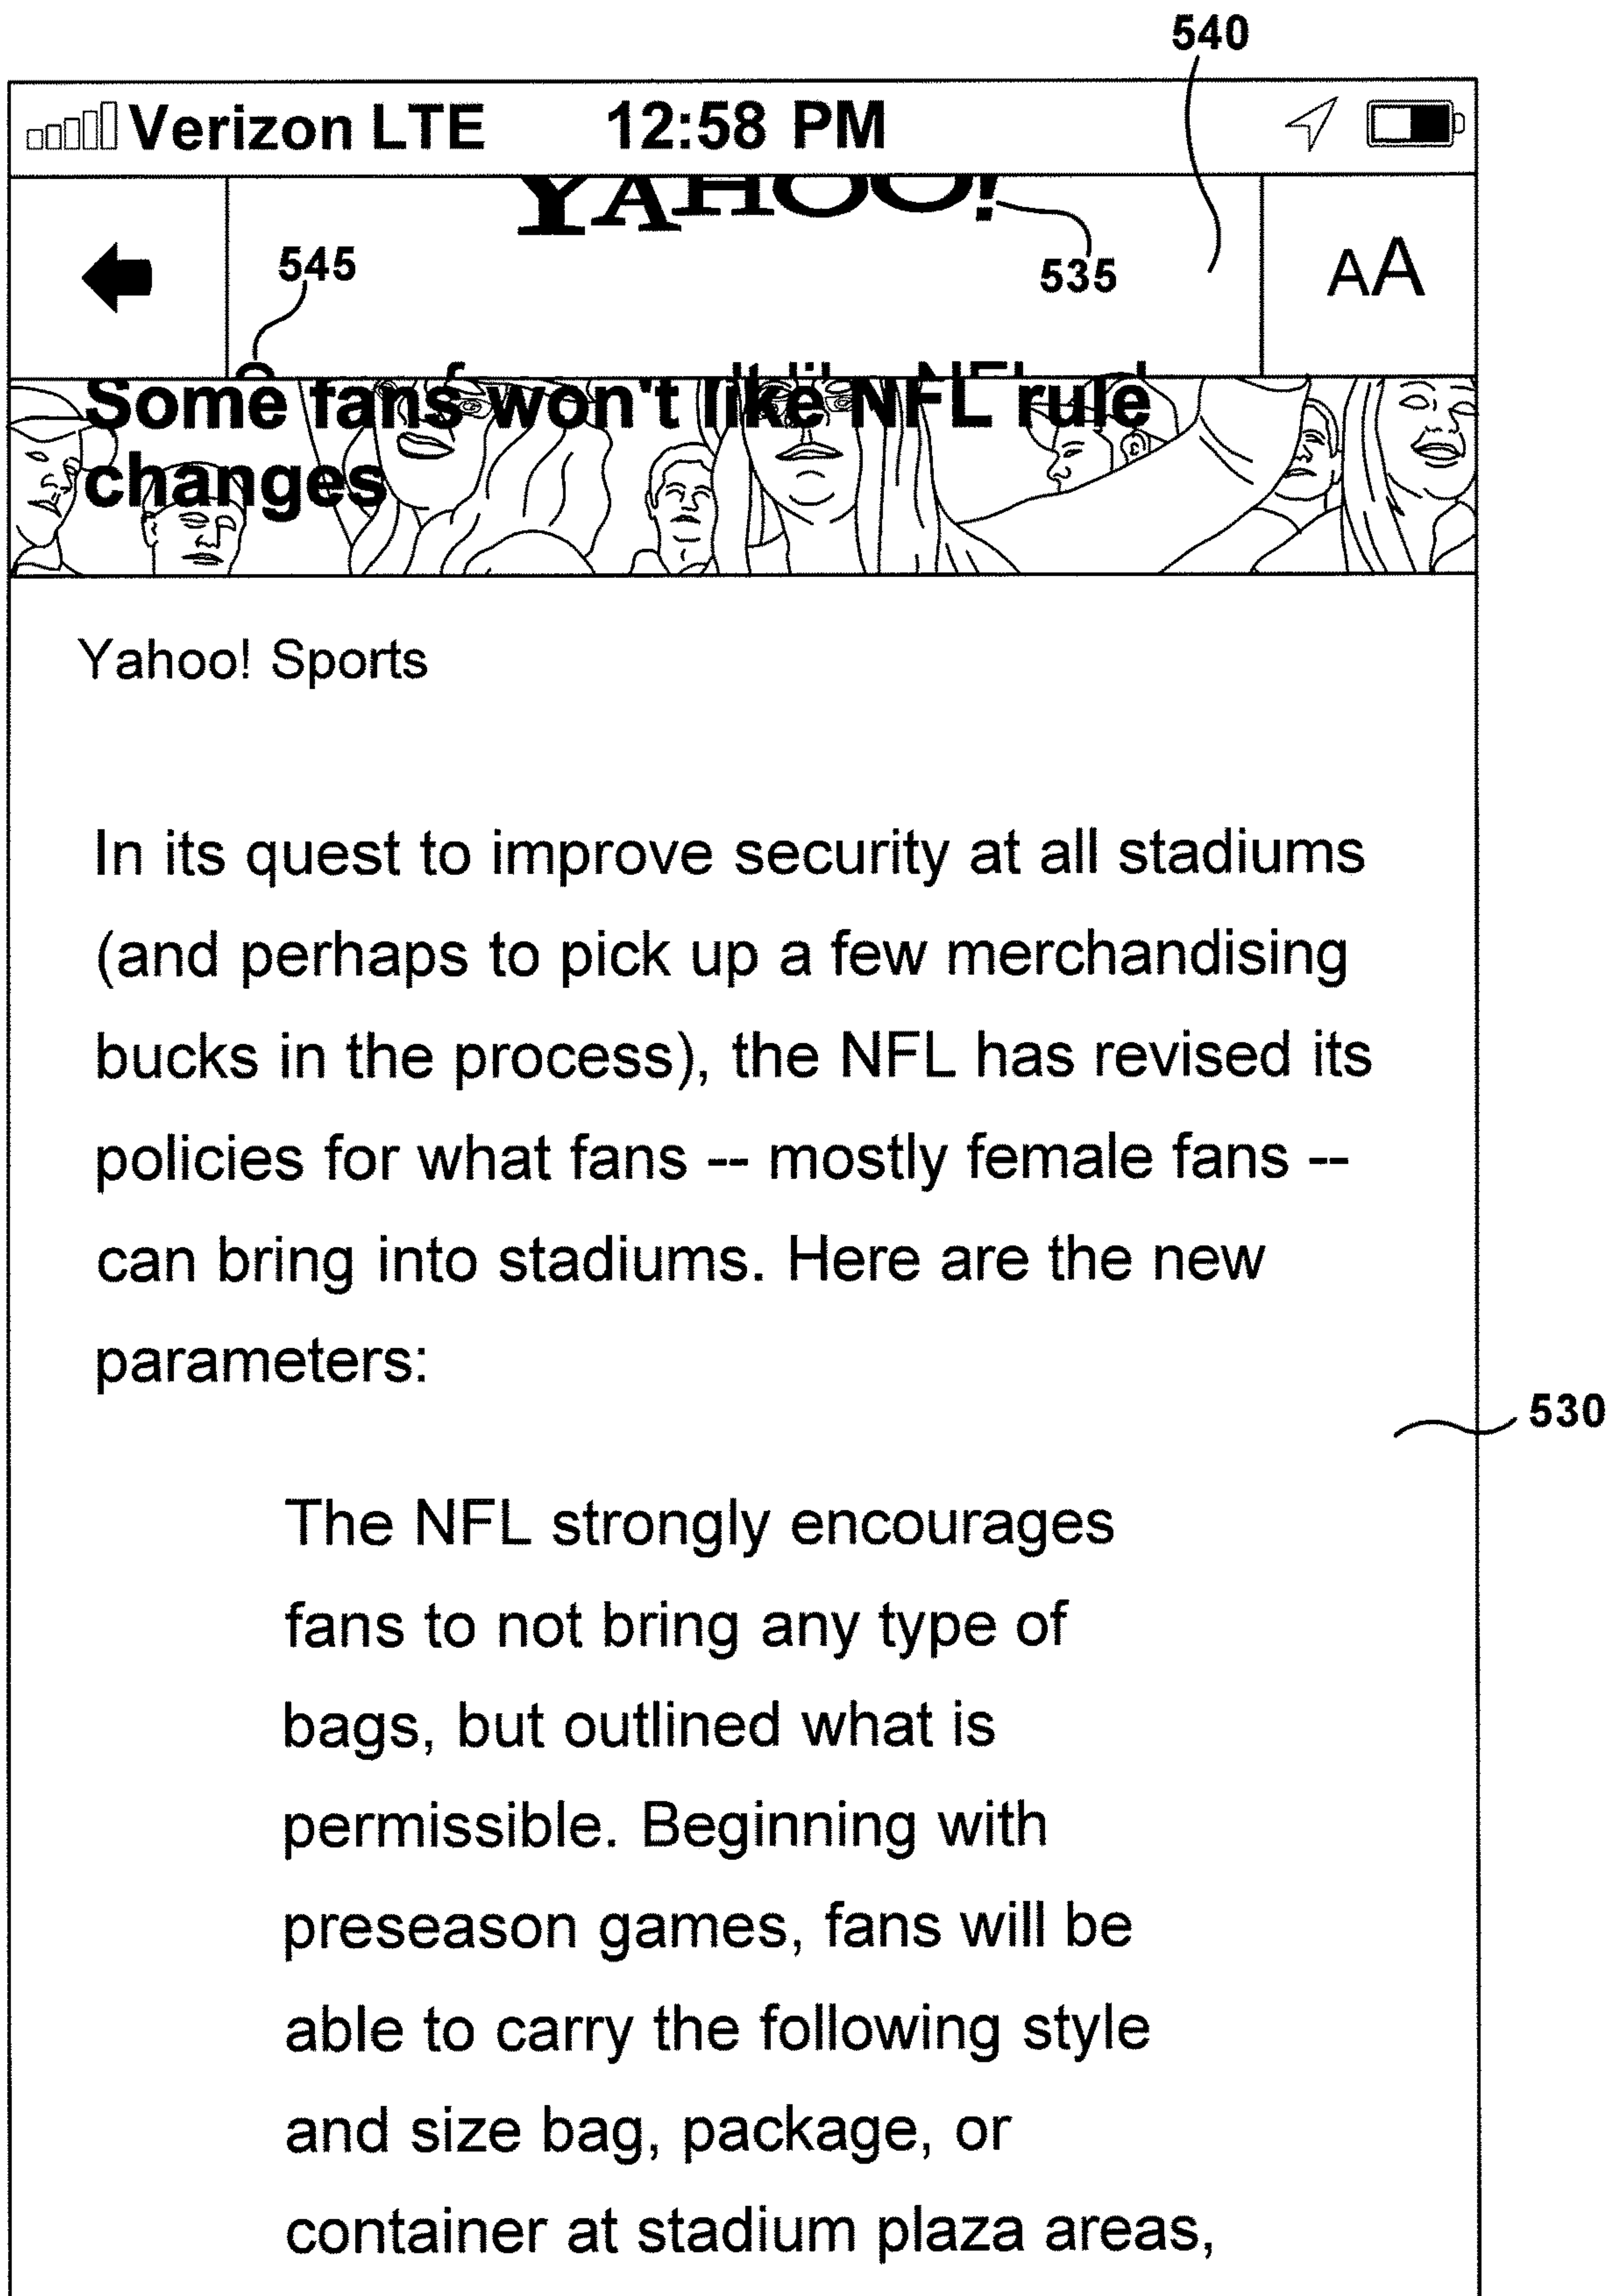 540
Verizon LTE 12:58 PM
YAHOO!
545
535
AA
Some fans won't like NFL rule
changes
Yahoo! Sports
In its quest to improve security at all stadiums
(and perhaps to pick up a few merchandising
bucks in the process), the NFL has revised its
policies for what fans -- mostly female fans --
can bring into stadiums. Here are the new
parameters:
530
The NFL strongly encourages
fans to not bring any type of
bags, but outlined what is
permissible. Beginning with
preseason games, fans will be
able to carry the following style
and size bag, package, or
container at stadium plaza areas,